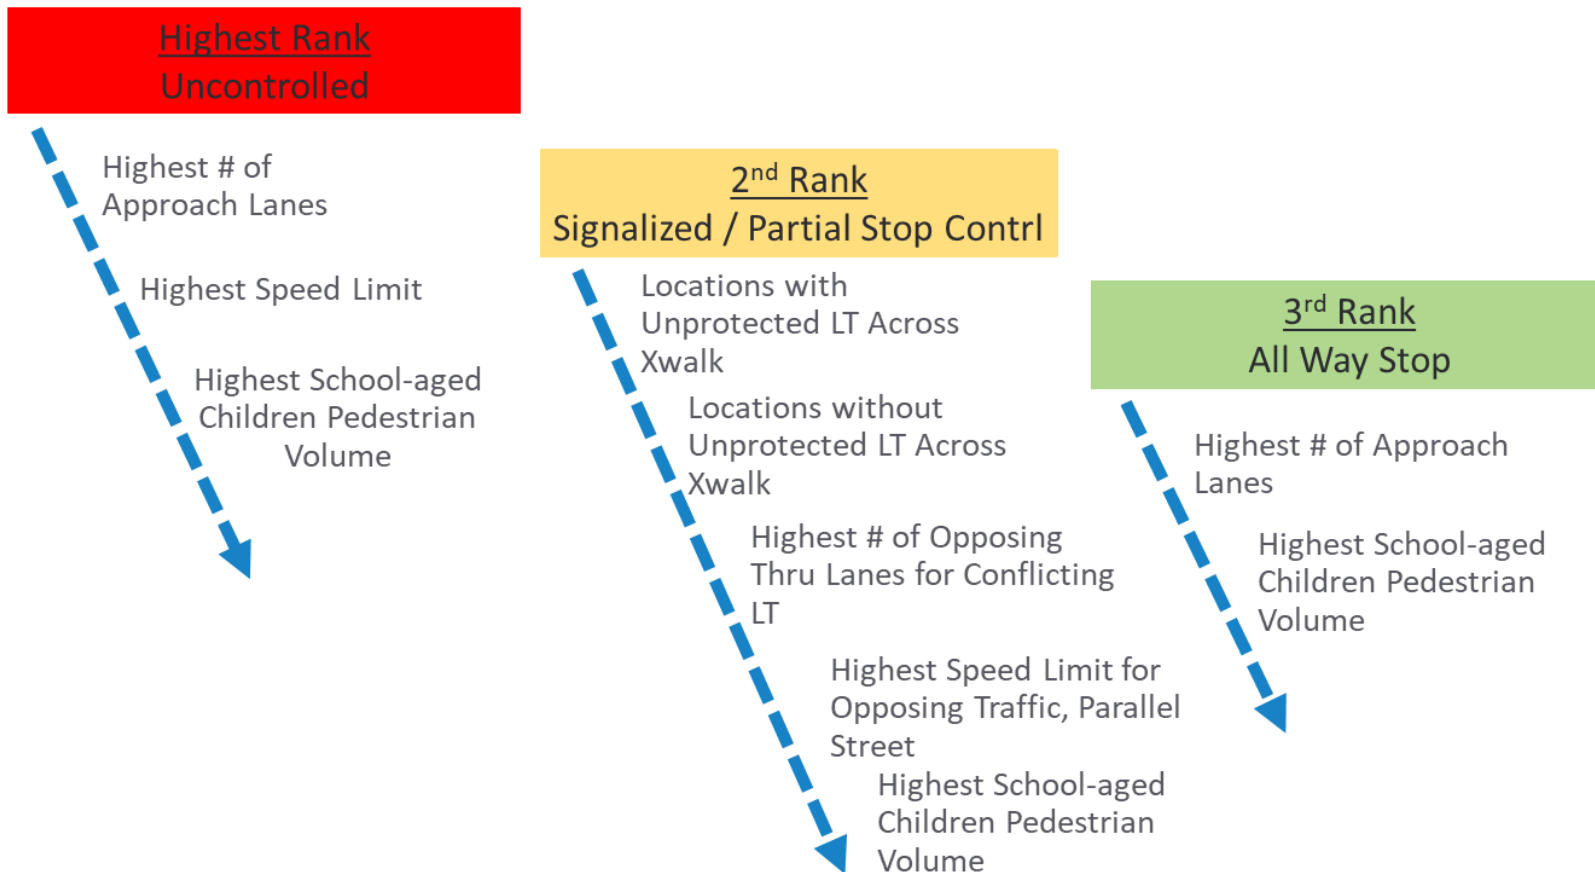 Highest Rank
Uncontrolled
Highest # of
Approach Lanes
Highest Speed Limit
Highest School-aged
Children Pedestrian
Volume
2nd Rank
Signalized / Partial Stop Contrl
Locations with
Unprotected LT Across
Xwalk
Locations without
Unprotected LT Across
Xwalk
Highest # of Opposing
Thru Lanes for Conflicting
LT
Highest Speed Limit for
Opposing Traffic, Parallel
Street
Highest School-aged
Children Pedestrian
Volume
3rd Rank
All Way Stop
Highest # of Approach
Lanes
Highest School-aged
Children Pedestrian
Volume